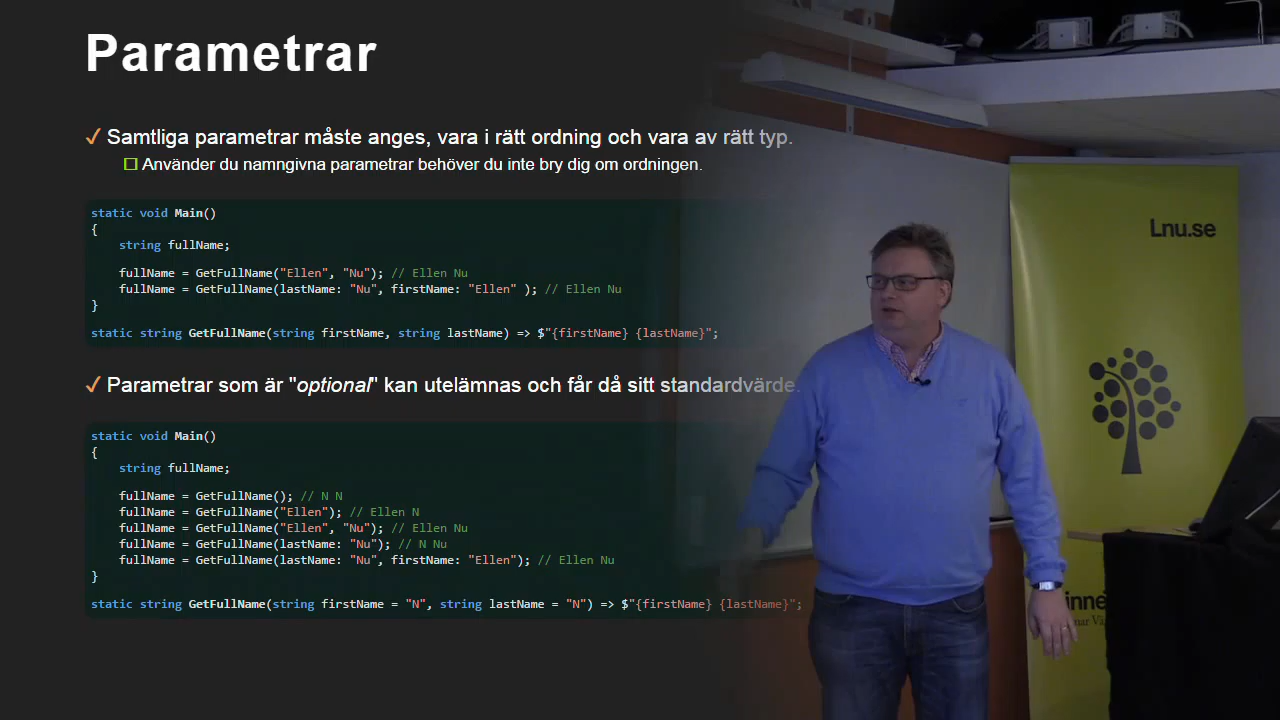 Parametrar
✓ Samtliga parametrar måste anges, vara i rätt ordning och vara av rätt typ.
☐ Använder du namngivna parametrar behöver du inte bry dig om ordningen.
static void Main()
{
string fullName;
fullName = GetFullName("Ellen", "Nu"); // Ellen Nu
fullName = GetFullName(lastName: "Nu", firstName: "Ellen" ); // Ellen Nu
}
static string GetFullName(string firstName, string lastName) => $"{firstName} {lastName}";
✓ Parametrar som är "optional" kan utelämnas och får då sitt standardvärde.
static void Main()
{
string fullName;
fullName = GetFullName(); // N N
fullName = GetFullName("Ellen"); // Ellen N
fullName = GetFullName("Ellen", "Nu"); // Ellen Nu
fullName = GetFullName(lastName: "Nu"); // N Nu
fullName = GetFullName(lastName: "Nu", firstName: "Ellen"); // Ellen Nu
}
static string GetFullName(string firstName = "N", string lastName = "N") => $"{firstName} {lastName}";
Lnu.se